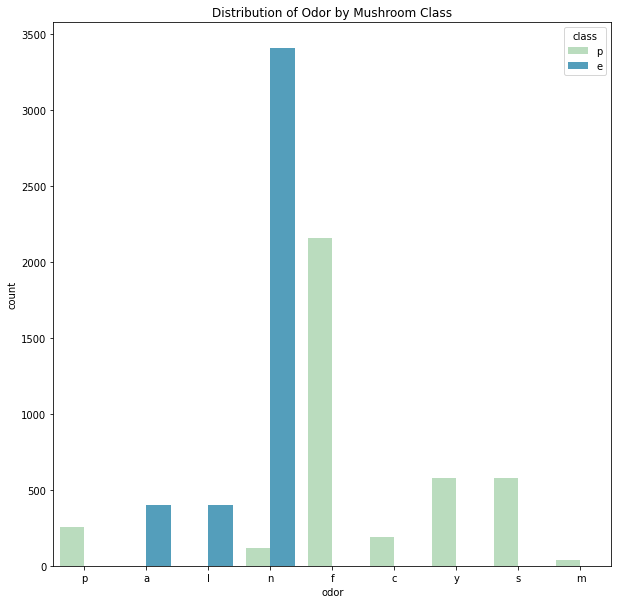 Distribution of Odor by Mushroom Class
class
p
e
3500
3000
2500
2000
1500
1000
500
0
count
p a l n f c y s m
odor